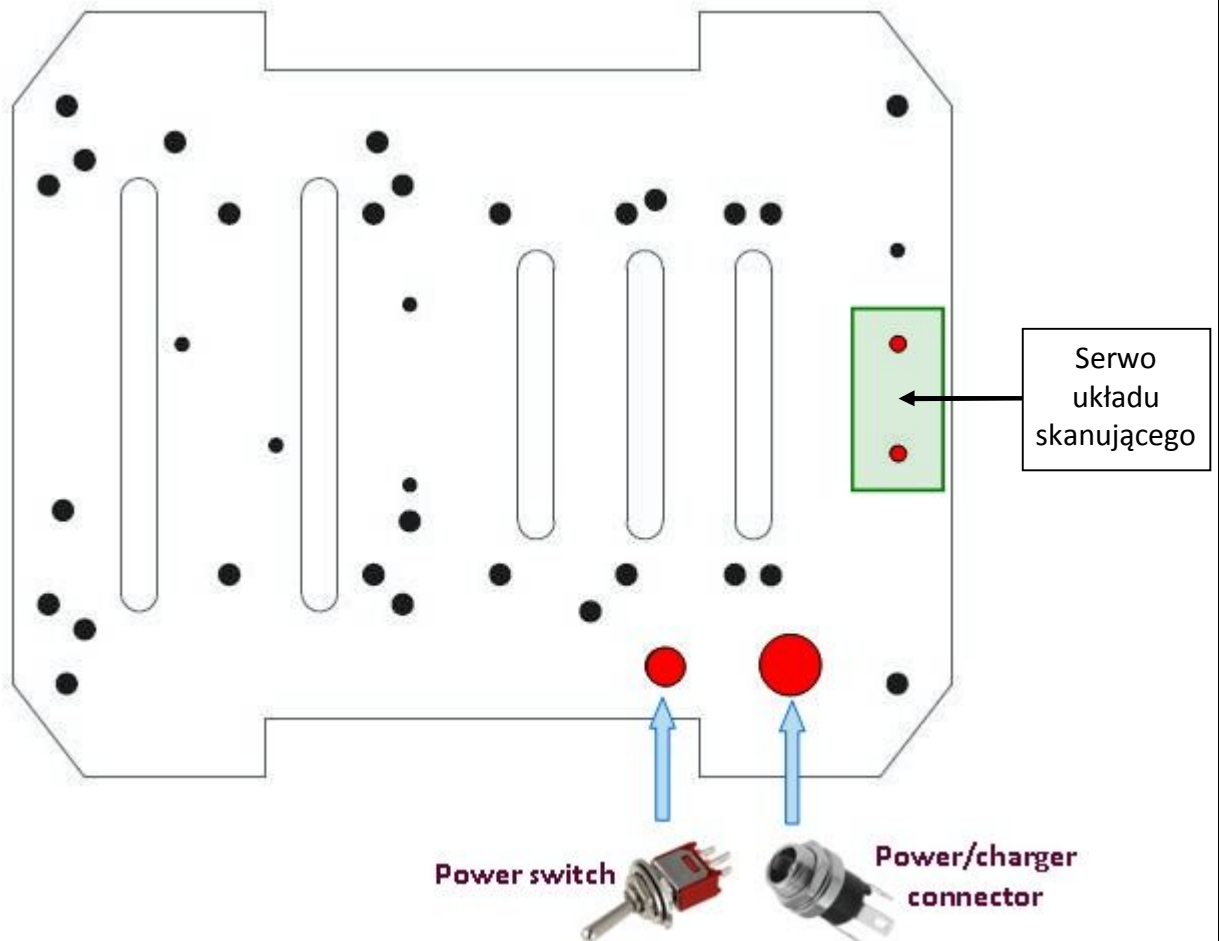 Serwo
układu
skanującego
Power switch
Power/charger
connector